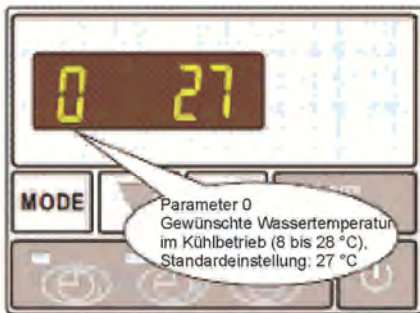 0 27
MODE
Parameter 0
Gewünschte Wassertemperatur
im Kühlbetrieb (8 bis 28 °C),
Standardeinstellung: 27 °C